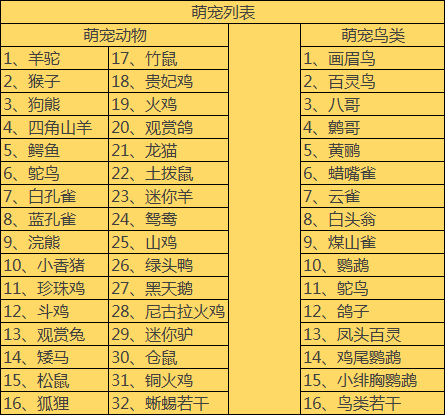 萌宠列表
萌宠动物 萌宠鸟类
1、羊驼 17、竹鼠 1、画眉鸟
2、猴子 18、贵妃鸡 2、百灵鸟
3、狗熊 19、火鸡 3、八哥
4、四角山羊 20、观赏鸽 4、鹩哥
5、鳄鱼 21、龙猫 5、黄鹂
6、鸵鸟 22、土拨鼠 6、蜡嘴雀
7、白孔雀 23、迷你羊 7、云雀
8、蓝孔雀 24、鸳鸯 8、白头翁
9、浣熊 25、山鸡 9、煤山雀
10、小香猪 26、绿头鸭 10、鹦鹉
11、珍珠鸡 27、黑天鹅 11、鸵鸟
12、斗鸡 28、尼古拉火鸡 12、鸽子
13、观赏兔 29、迷你驴 13、凤头百灵
14、矮马 30、仓鼠 14、鸡尾鹦鹉
15、松鼠 31、铜火鸡 15、小绯胸鹦鹉
16、狐狸 32、蜥蜴若干 16、鸟类若干